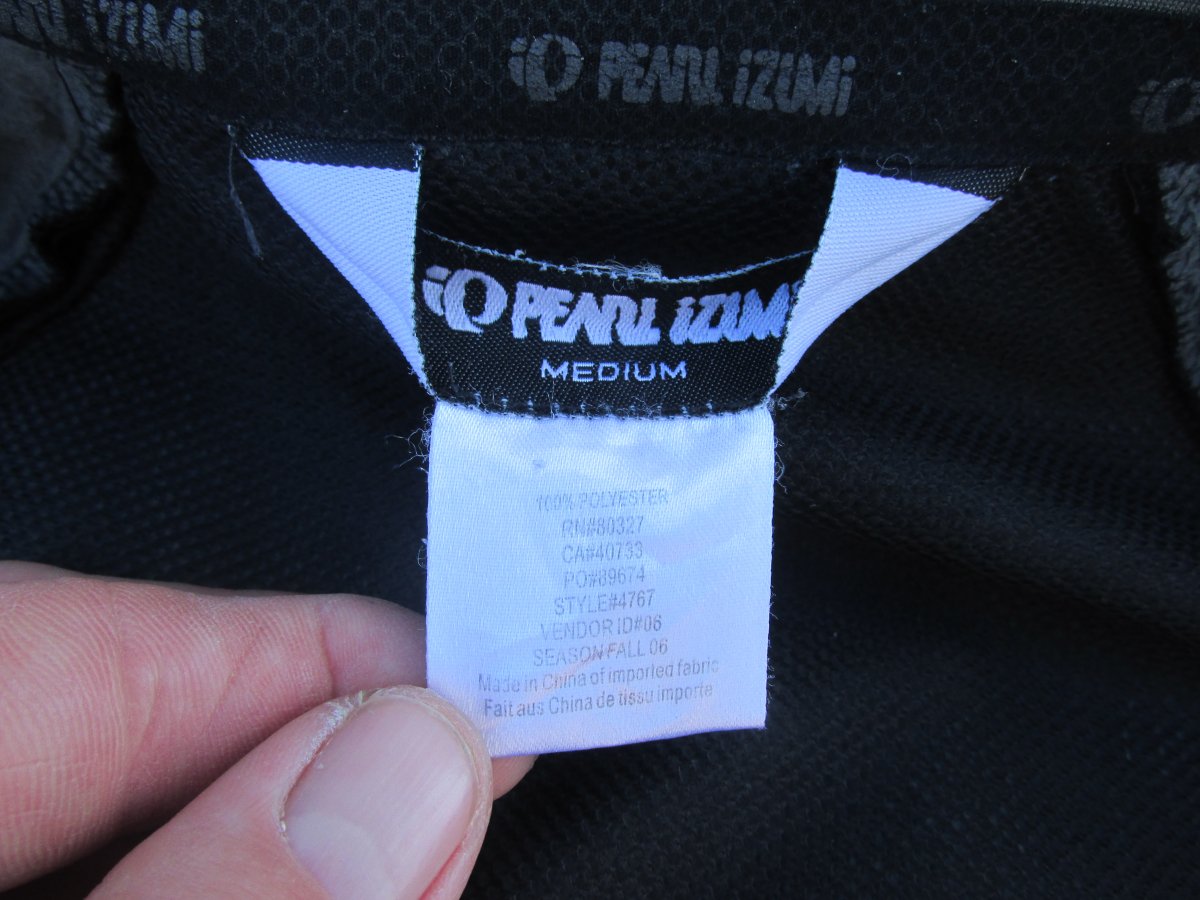 PEARL iZUMi
PEARL iZUMi
PEARL iZUM
MEDIUM
100% POLYESTER
RN#80327
CA#40733
PO#89674
STYLE#4767
VENDOR ID#06
SEASON FALL 06
Made in China of imported fabric
Fait aus China de tissu importe